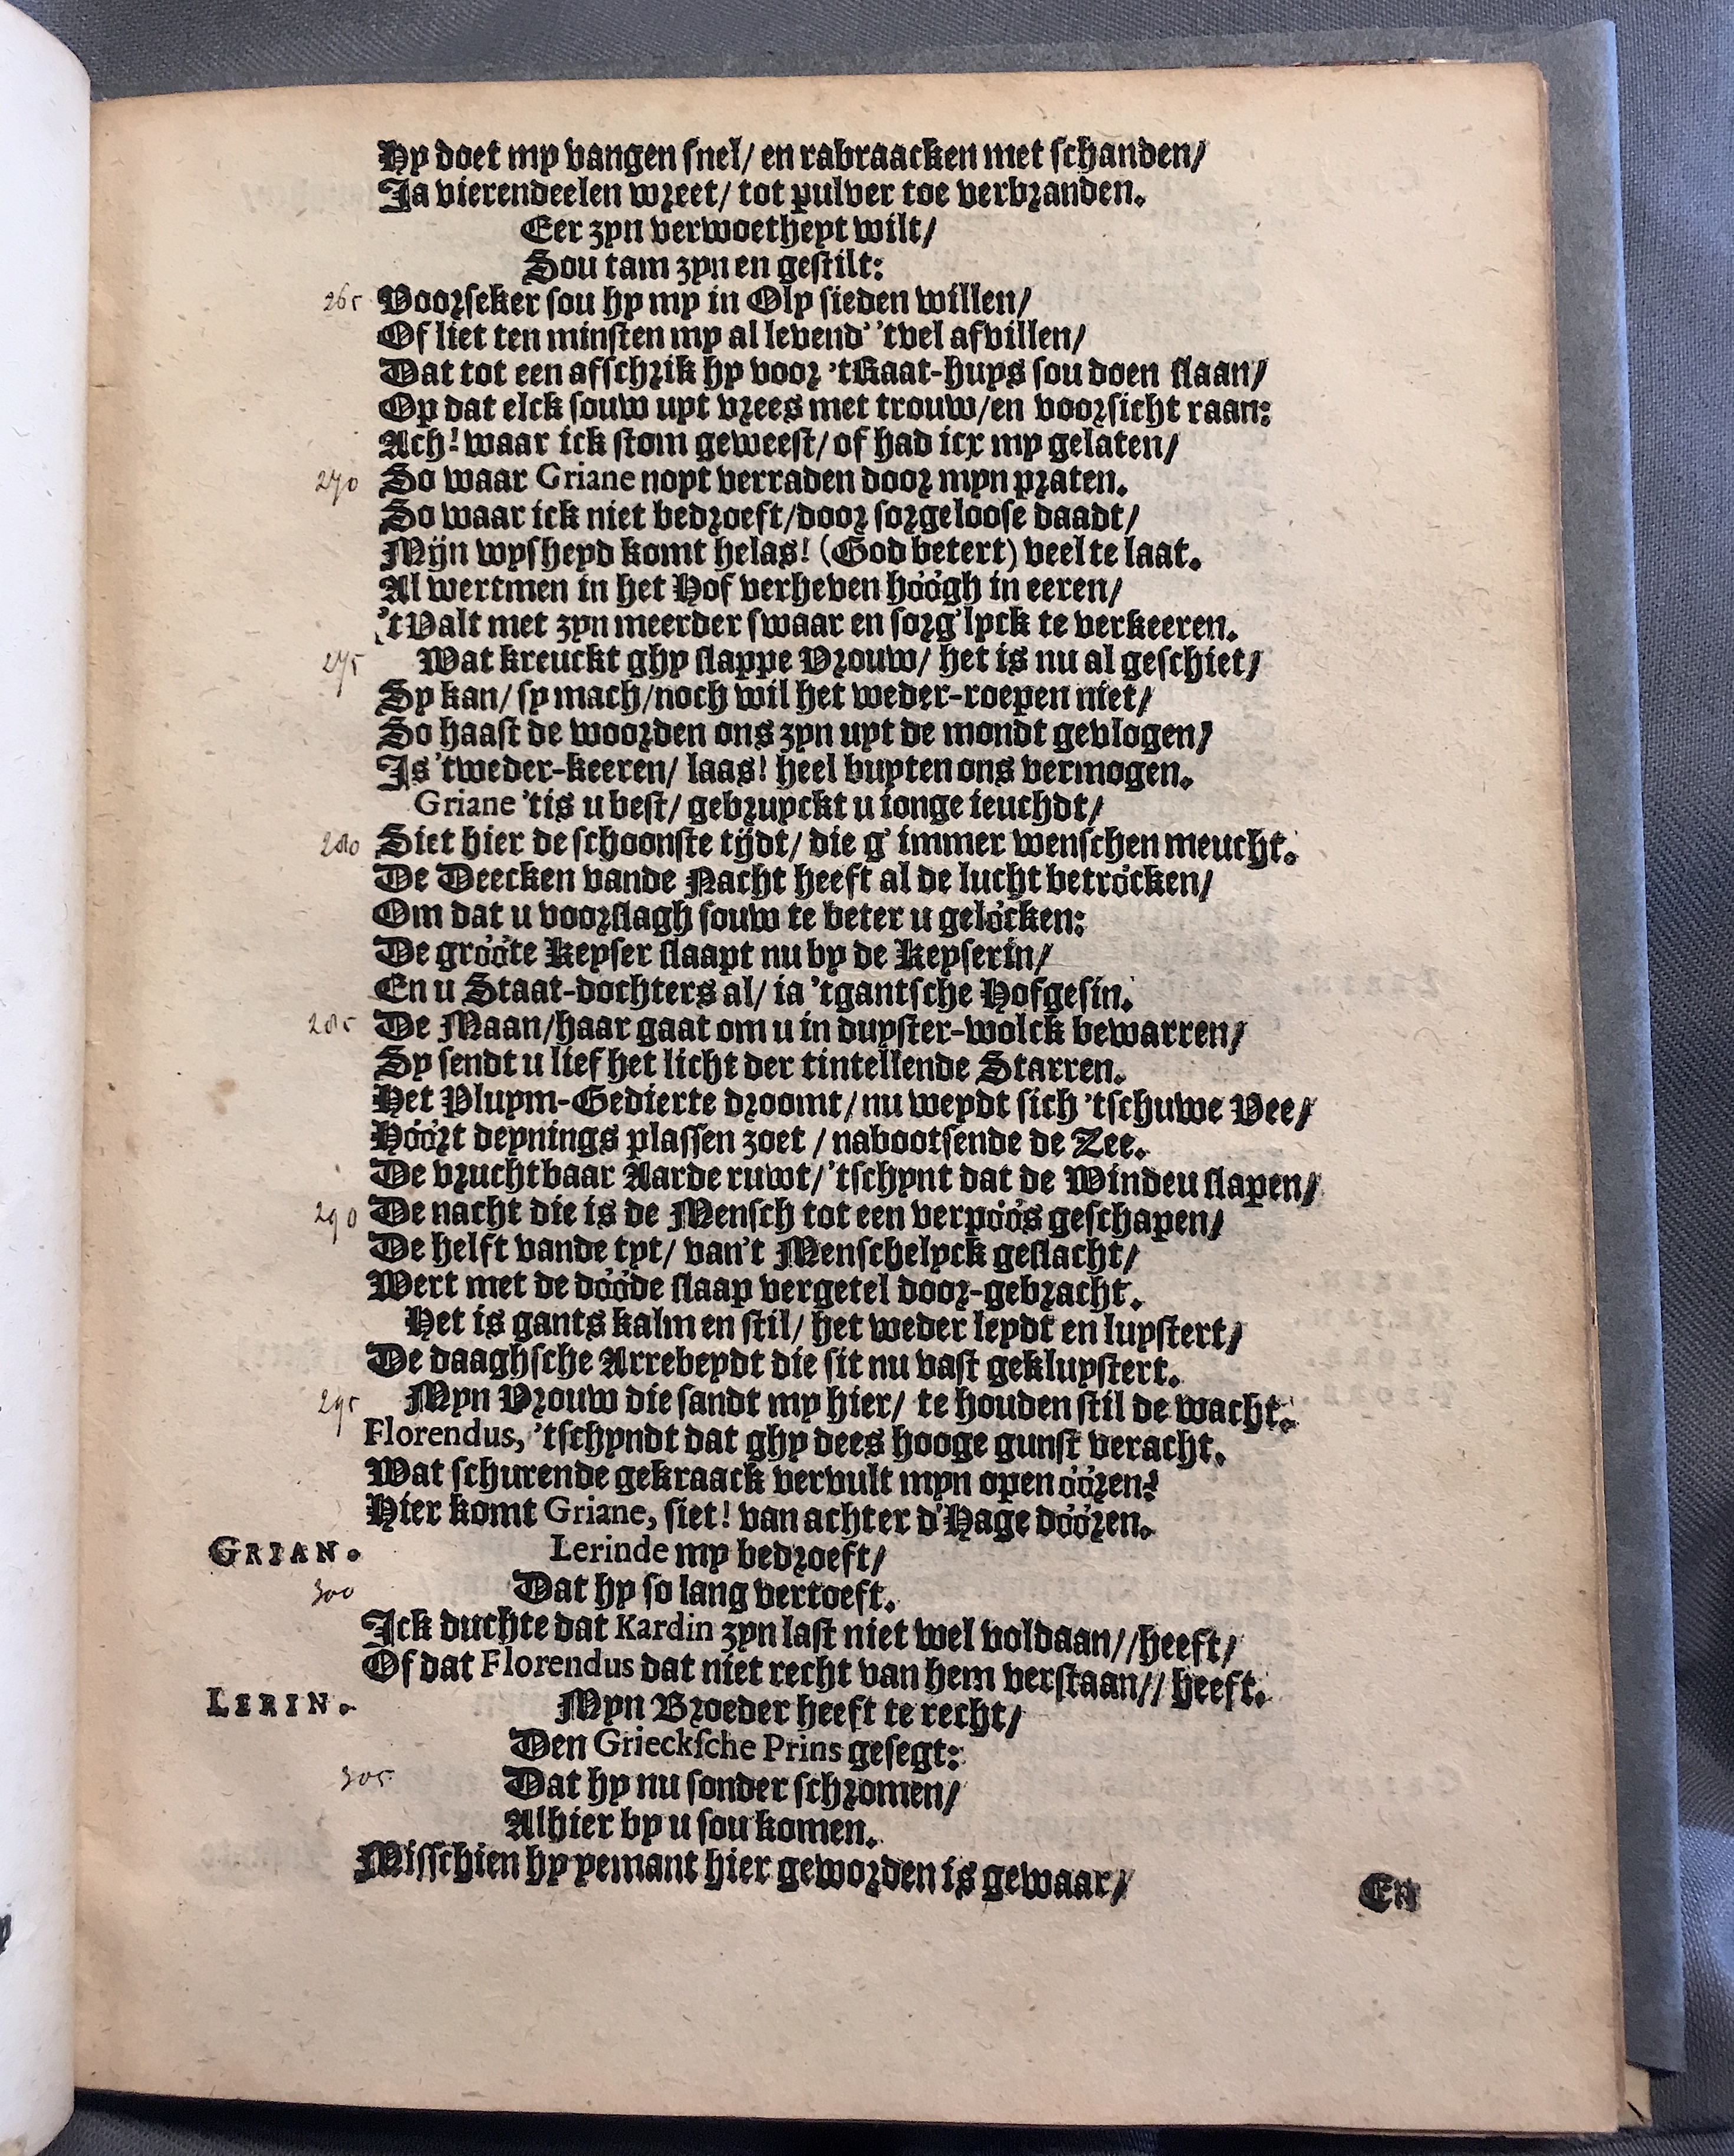 Hy doet my vangen snel/ en rabraacken met schanden/
Ja vierendeelen wreet/ tot pulver toe verbranden.
Eer zyn verwoetheyt wilt/
Sou tam zyn en gestilt:
265 Voorseker sou hy my in Oly sieden willen/
Of liet ten minsten my al levend' 'tvel afvillen/
Dat tot een afschrik hy voor 'tRaat-huys sou doen slaan/
Op dat elck souw uyt vrees met trouw/en voorsicht raan:
Ach! waar ick stom geweest/ of had icx my gelaten/
270 So waar Griane noyt verraden door myn praten.
So waar ick niet bedroeft/door sorgeloose daadt/
Mijn wysheyd komt helas! (God betert) veel te laat.
Al wertmen in het Hof verheven hóógh in eeren/
't Valt met zyn meerder swaar en sorg'lyck te verkeeren.
275 Wat kreuckt ghy slappe Vrouw/ het is nu al geschiet/
Sy kan/ sy mach/noch wil het weder-roepen niet/
So haast de woorden ons zyn uyt de mondt gevlogen/
Is 'tweder-keeren/ laas! heel buyten ons vermogen.
Griane 'tis u best/ gebruyckt u ionge ieuchdt/
280 Siet hier de schoonste tijdt/ die g' immer wenschen meucht.
De Deecken vande Nacht heeft al de lucht betrócken/
Om dat u voorslagh souw te beter u gelócken:
De gróóte Keyser slaapt nu by de Keyserin/
En u Staat-dochters al/ ia 'tgantsche Hofgesin.
285 De Maan/haar gaat om u in duyster-wolck bewarren/
Sy sendt u lief het licht der tintellende Starren.
Het Pluym-Gedierte droomt/nu weydt sich 'tschuwe Vee/
Hóórt deynings plassen zoet / nabootsende de Zee.
De vruchtbaar Aarde ruwt/'tschynt dat de Windeu slapen/
290 De nacht die is de Mensch tot een verpóós geschapen/
De helft vande tyt/ van't Menschelyck geslacht/
Wert met de dóóde slaap vergetel door-gebracht.
Het is gants kalm en stil/ het weder leydt en luystert/
De daaghsche Arrebeydt die sit nu vast gekluystert.
295 Myn Vrouw die sandt my hier/ te houden stil de wacht.
Florendus, 'tschyndt dat ghy dees hooge gunst veracht.
Wat schurende gekraack vervult myn open óóren?
Hier komt Griane, siet! van achter d'Hage dóóren.
GRIAN. Lerinde my bedroeft/
300 Dat hy so lang vertoeft.
Ick duchte dat Kardin zyn last niet wel voldaan//heeft/
Of dat Florendus dat niet recht van hem verstaan// heeft.
LERIN. Myn Broeder heeft te recht/
Den Grieckſche Prins gesegt:
305 Dat hy nu sonder schromen/
Alhier by u sou komen.
Misschien hy yemant hier geworden is gewaar/
En